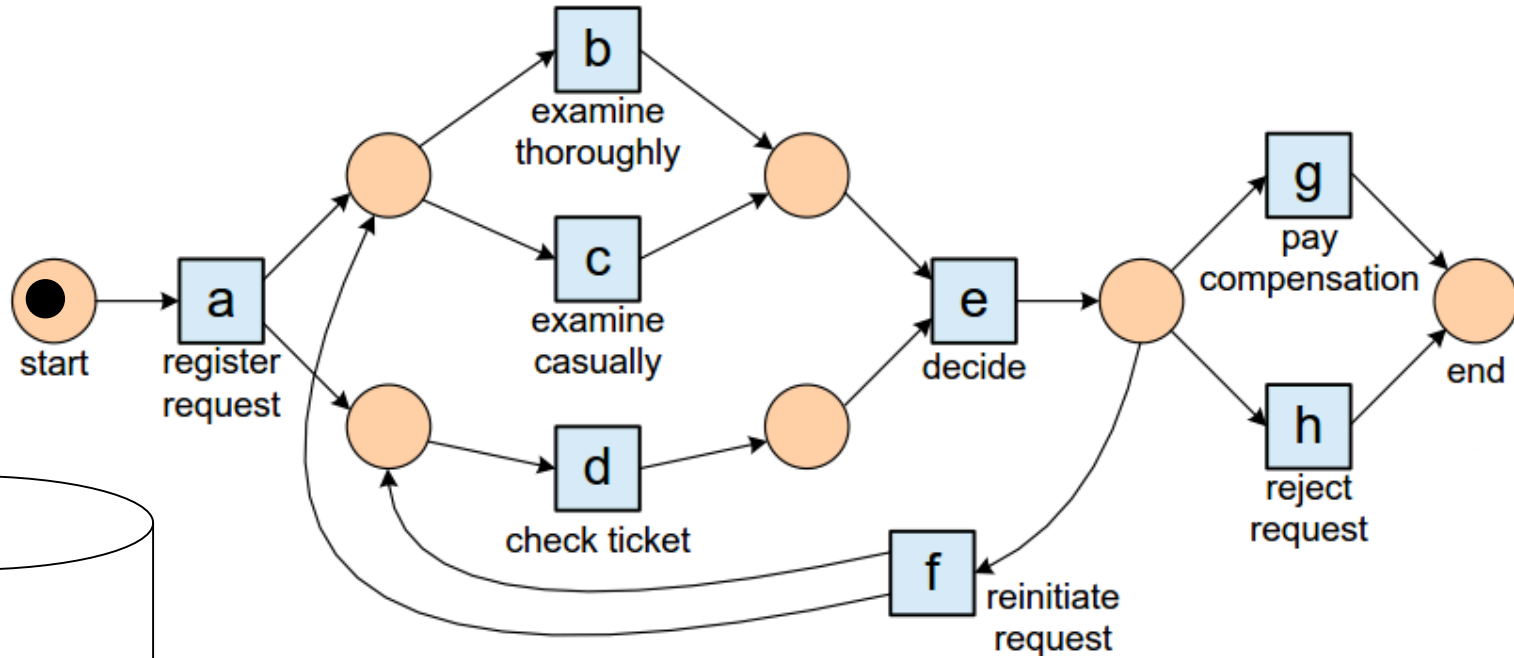 start
a
register
request
b
examine
thoroughly
c
examine
casually
d
check ticket
e
decide
f
reinitiate
request
g
pay
compensation
h
reject
request
end